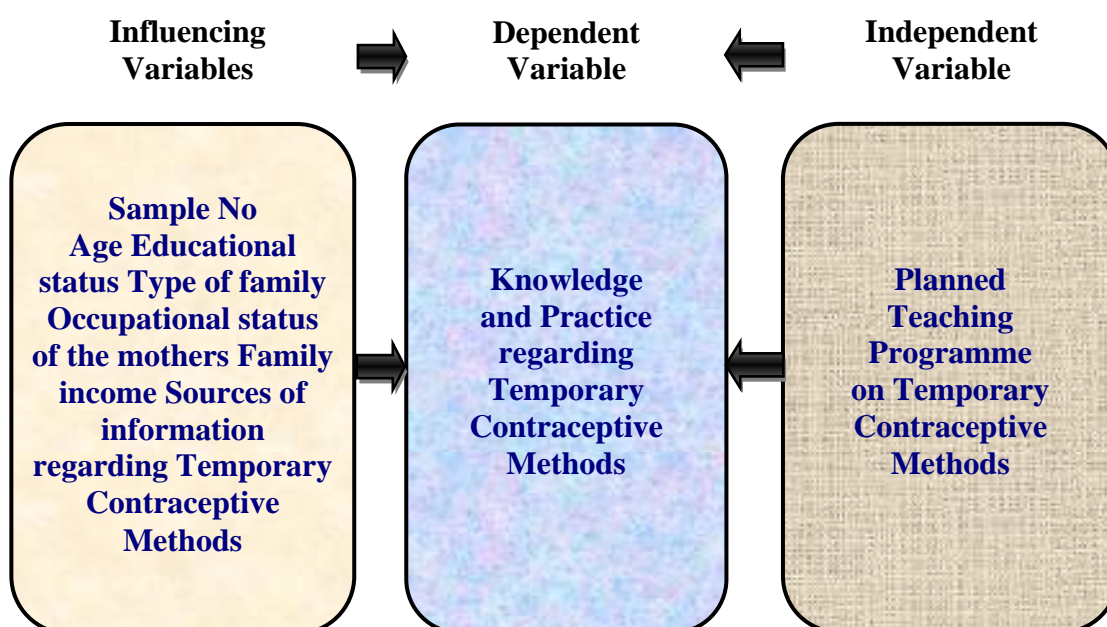 Influencing
Variables
Dependent
Variable
Independent
Variable
Sample No
Age Educational
status Type of family
Occupational status
of the mothers Family
income Sources of
information
regarding Temporary
Contraceptive
Methods
Knowledge
and Practice
regarding
Temporary
Contraceptive
Methods
Planned
Teaching
Programme
on Temporary
Contraceptive
Methods